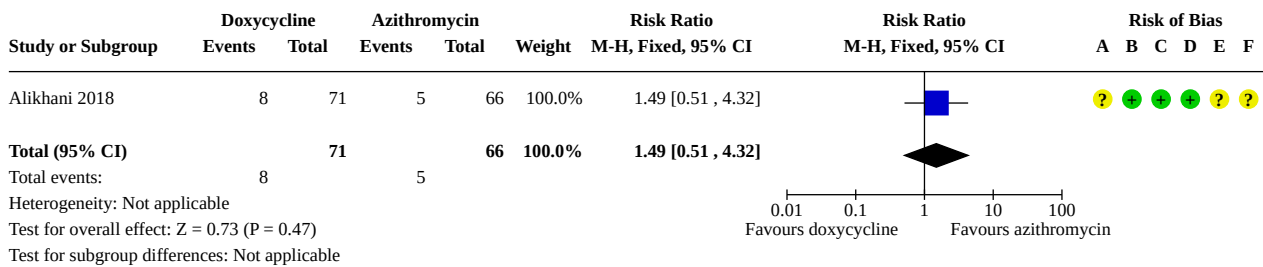 Doxycycline Azithromycin Risk Ratio Risk Ratio Risk of Bias
Study or Subgroup Events Total Events Total Weight M-H, Fixed, 95% CI M-H, Fixed, 95% CI A B C D E F
Alikhani 2018 8 71 5 66 100.0% 1.49 [0.51 , 4.32] ? + + + ? ?
Total (95% CI) 71 66 100.0% 1.49 [0.51 , 4.32]
Total events: 8 5
Heterogeneity: Not applicable
0.01 0.1 1 10 100
Test for overall effect: Z = 0.73 (P = 0.47) Favours doxycycline Favours azithromycin
Test for subgroup differences: Not applicable